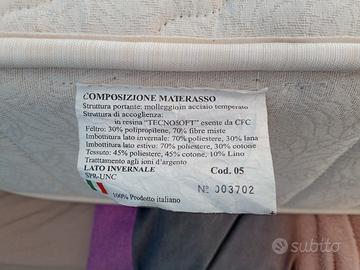 COMPOSIZIONE MATERASSO
Struttura portante: molleggioin acciaio temperato
Struttura di accoglienza:
in resina "TECNOSOFT" esente da CFC
Feltro: 30% polipropilene, 70% fibre miste
Imbottitura lato invernale: 70% poliestere, 30% lana
Imbottitura lato estivo: 70% poliestere, 30% cotone
Tessuto: 45% poliestere, 45% cotone, 10% Lino
Tratttamento agli ioni d'argento
LATO INVERNALE Cod. 05
SPR-UNC
Nº 003702
100% Prodotto italiano
subito